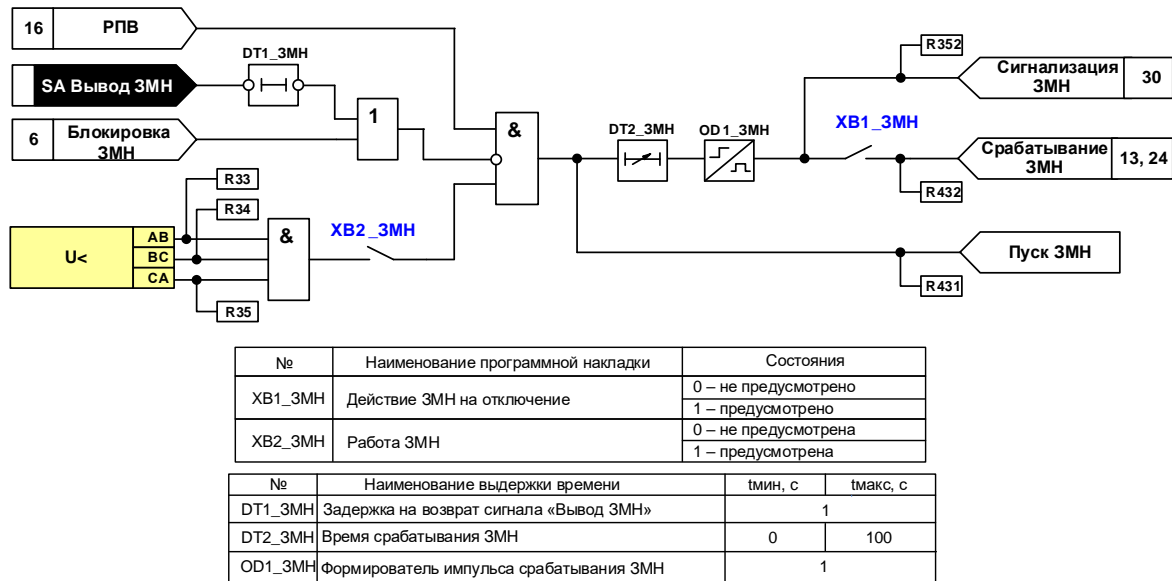 16 РПВ
DT1_ЗМН
SA Вывод ЗМН
6 Блокировка
ЗМН
1
&
R33
R34
U<
AB
BC
CA
R35
&
XB2_ЗМН
DT2_ЗМН
OD1_ЗМН
XB1_ЗМН
R352
Сигнализация
ЗМН
30
Срабатывание
ЗМН
13, 24
R432
Пуск ЗМН
R431
№ Наименование программной накладки Состояния
XB1_ЗМН Действие ЗМН на отключение
0 – не предусмотрено
1 – предусмотрено
XB2_ЗМН Работа ЗМН
0 – не предусмотрена
1 – предусмотрена
№ Наименование выдержки времени tмин, с tмакс, с
DT1_ЗМН Задержка на возврат сигнала «Вывод ЗМН» 1
DT2_ЗМН Время срабатывания ЗМН 0 100
OD1_ЗМН Формирователь импульса срабатывания ЗМН 1